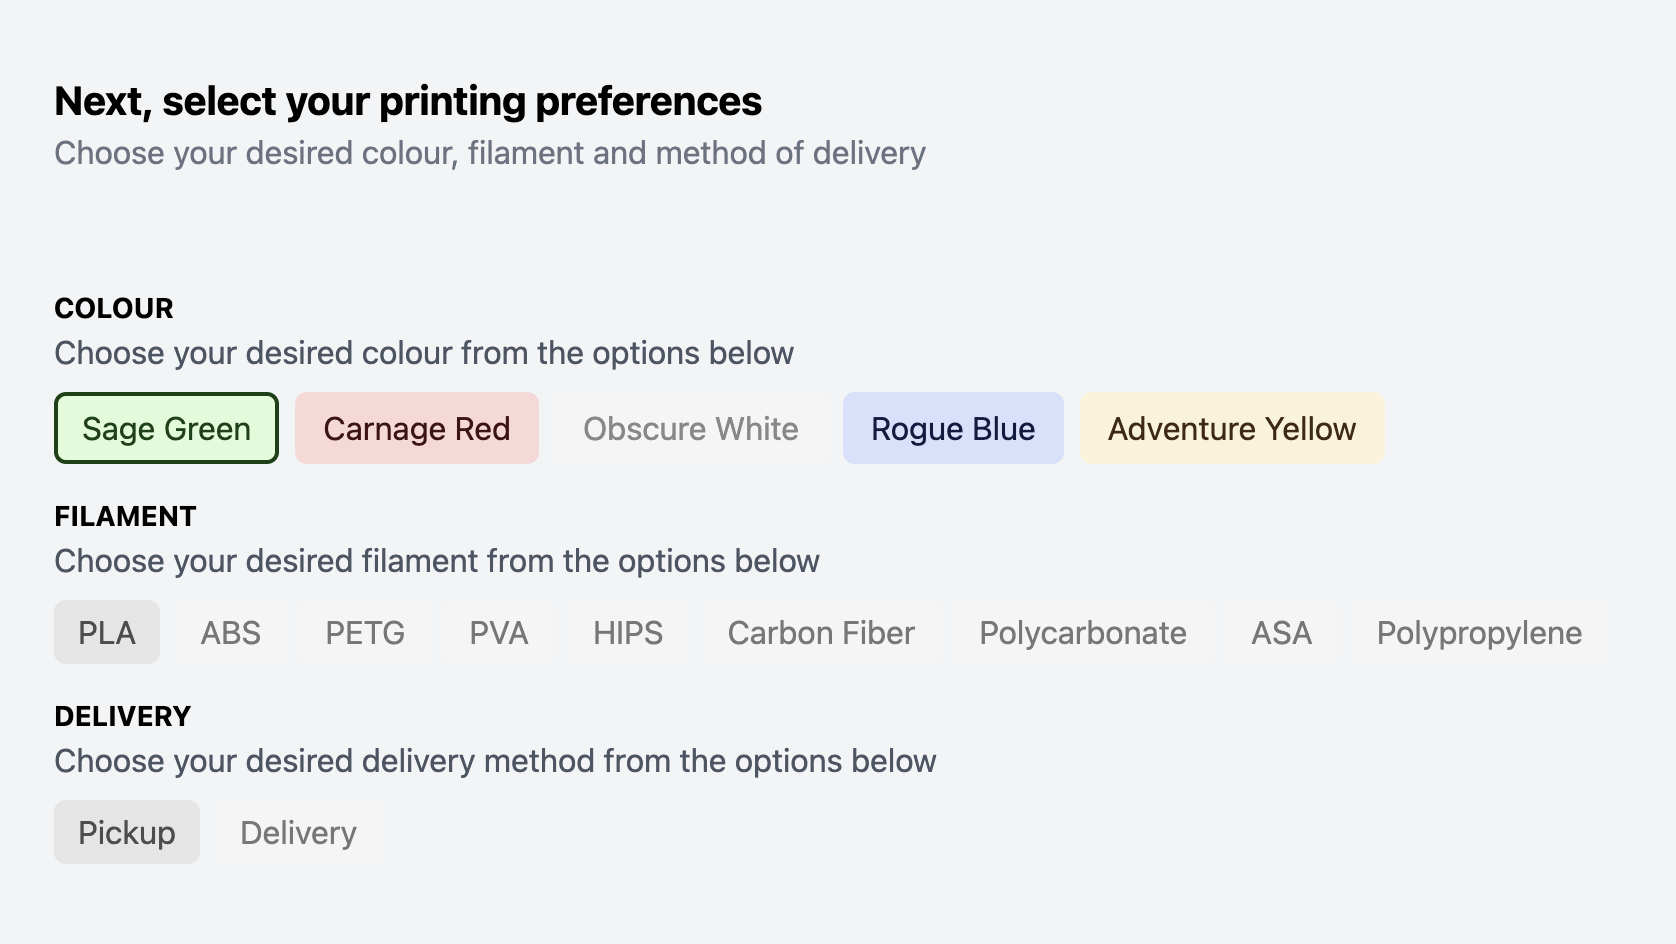 Next, select your printing preferences
Choose your desired colour, filament and method of delivery
COLOUR
Choose your desired colour from the options below
Sage Green Carnage Red Obscure White Rogue Blue Adventure Yellow
FILAMENT
Choose your desired filament from the options below
PLA ABS PETG PVA HIPS Carbon Fiber Polycarbonate ASA Polypropylene
DELIVERY
Choose your desired delivery method from the options below
Pickup Delivery